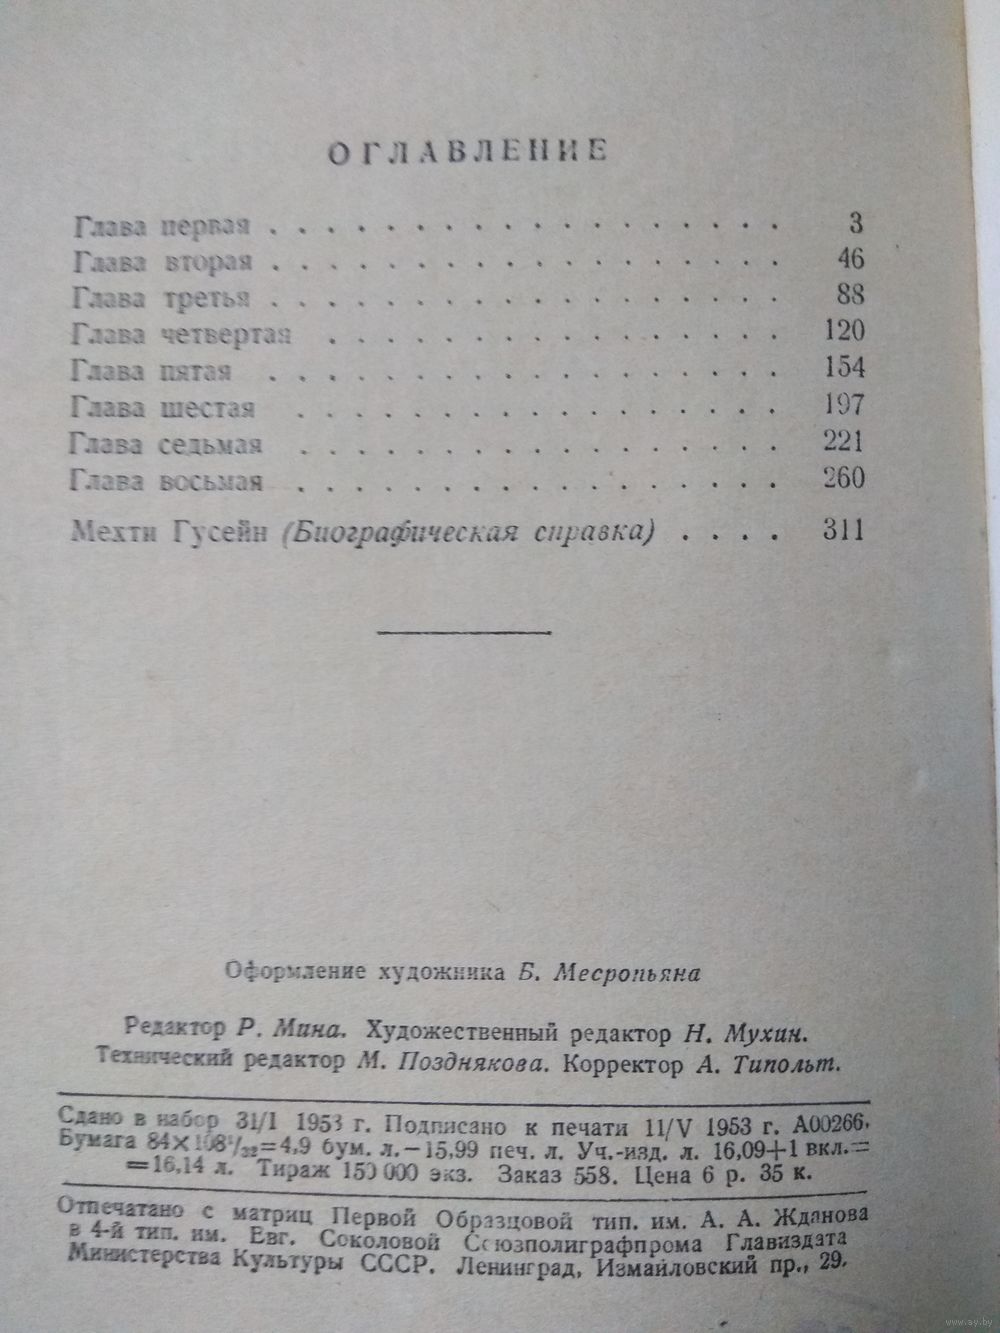 ОГЛАВЛЕНИЕ
Глава первая . . . . . . . . . . . . . . . . . . 3
Глава вторая . . . . . . . . . . . . . . . . . . 46
Глава третья . . . . . . . . . . . . . . . . . . 88
Глава четвертая . . . . . . . . . . . . . . . . 120
Глава пятая . . . . . . . . . . . . . . . . . . 154
Глава шестая . . . . . . . . . . . . . . . . . 197
Глава седьмая . . . . . . . . . . . . . . . . . 221
Глава восьмая . . . . . . . . . . . . . . . . . 260
Мехти Гусейн (Биографическая справка) . . . . 311
Оформление художника Б. Месропьяна
Редактор Р. Мина. Художественный редактор Н. Мухин.
Технический редактор М. Позднякова. Корректор А. Типольт.
Сдано в набор 31/I 1953 г. Подписано к печати 11/V 1953 г. А00266.
Бумага 84×108¹/₃₂=4,9 бум. л.—15,99 печ. л. Уч.-изд. л. 16,09+1 вкл.=
=16,14 л. Тираж 150 000 экз. Заказ 558. Цена 6 р. 35 к.
Отпечатано с матриц Первой Образцовой тип. им. А. А. Жданова
в 4-й тип. им. Евг. Соколовой Союзполиграфпрома Главиздата
Министерства Культуры СССР. Ленинград, Измайловский пр., 29.
www.ay.by